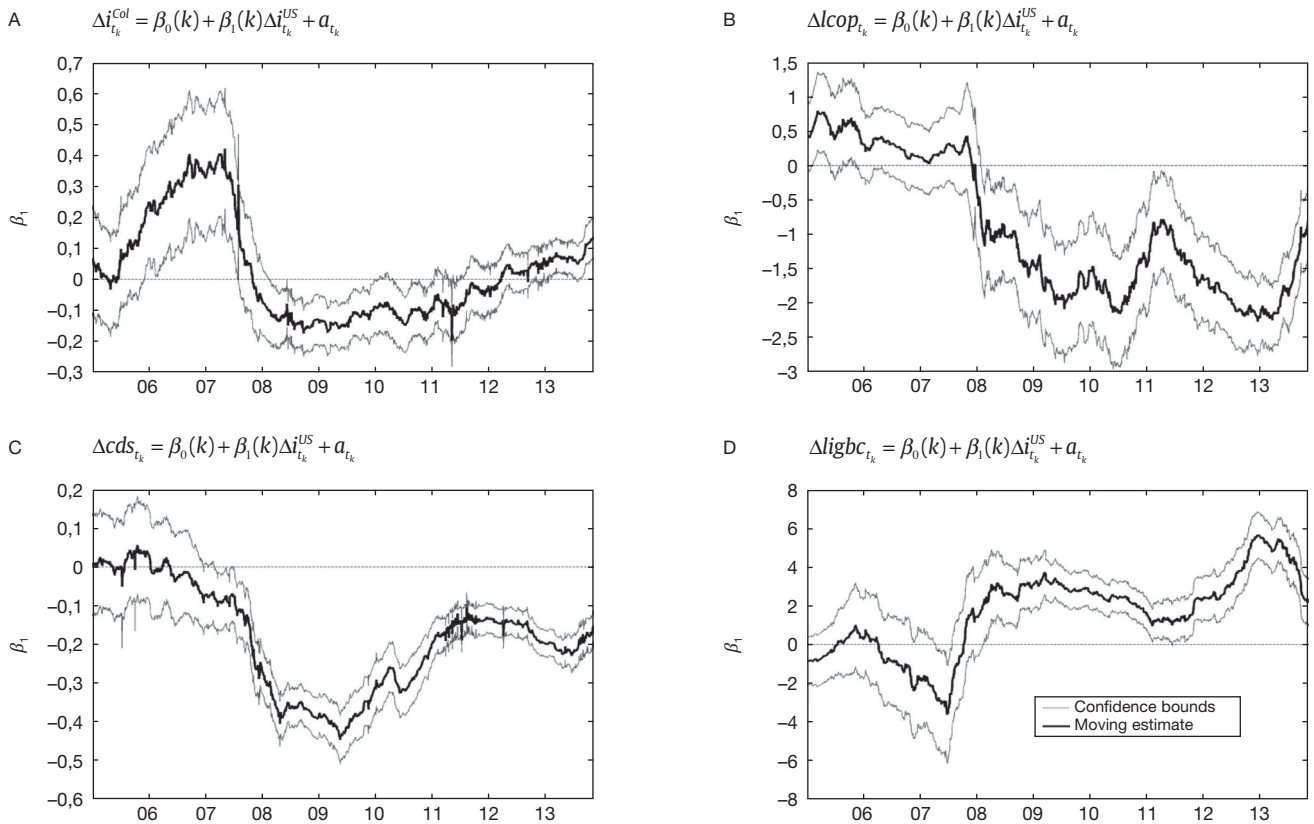 A Δi^{Col}_{t_k} = β_0(k) + β_1(k)Δi^{US}_{t_k} + a_{t_k}
0,7
0,6
0,5
0,4
0,3
0,2
0,1
0
−0,1
−0,2
−0,3
β_1
06 07 08 09 10 11 12 13
B Δlcop_{t_k} = β_0(k) + β_1(k)Δi^{US}_{t_k} + a_{t_k}
1,5
1
0,5
0
−0,5
−1
−1,5
−2
−2,5
−3
β_1
06 07 08 09 10 11 12 13
C Δcds_{t_k} = β_0(k) + β_1(k)Δi^{US}_{t_k} + a_{t_k}
0,2
0,1
0
−0,1
−0,2
−0,3
−0,4
−0,5
−0,6
β_1
06 07 08 09 10 11 12 13
D Δligbc_{t_k} = β_0(k) + β_1(k)Δi^{US}_{t_k} + a_{t_k}
8
6
4
2
0
−2
−4
−6
−8
β_1
Confidence bounds
Moving estimate
06 07 08 09 10 11 12 13